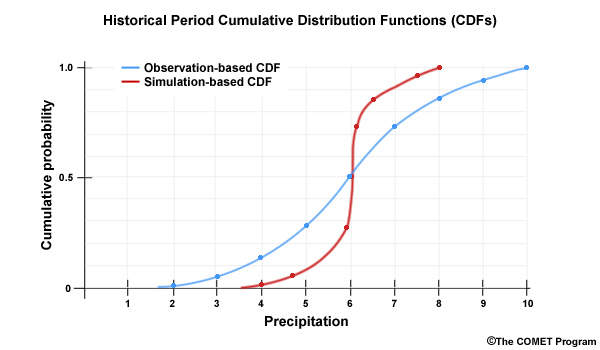 Historical Period Cumulative Distribution Functions (CDFs)
Observation-based CDF
Simulation-based CDF
1.0
0.5
0
Cumulative probability
1 2 3 4 5 6 7 8 9 10
Precipitation
©The COMET Program